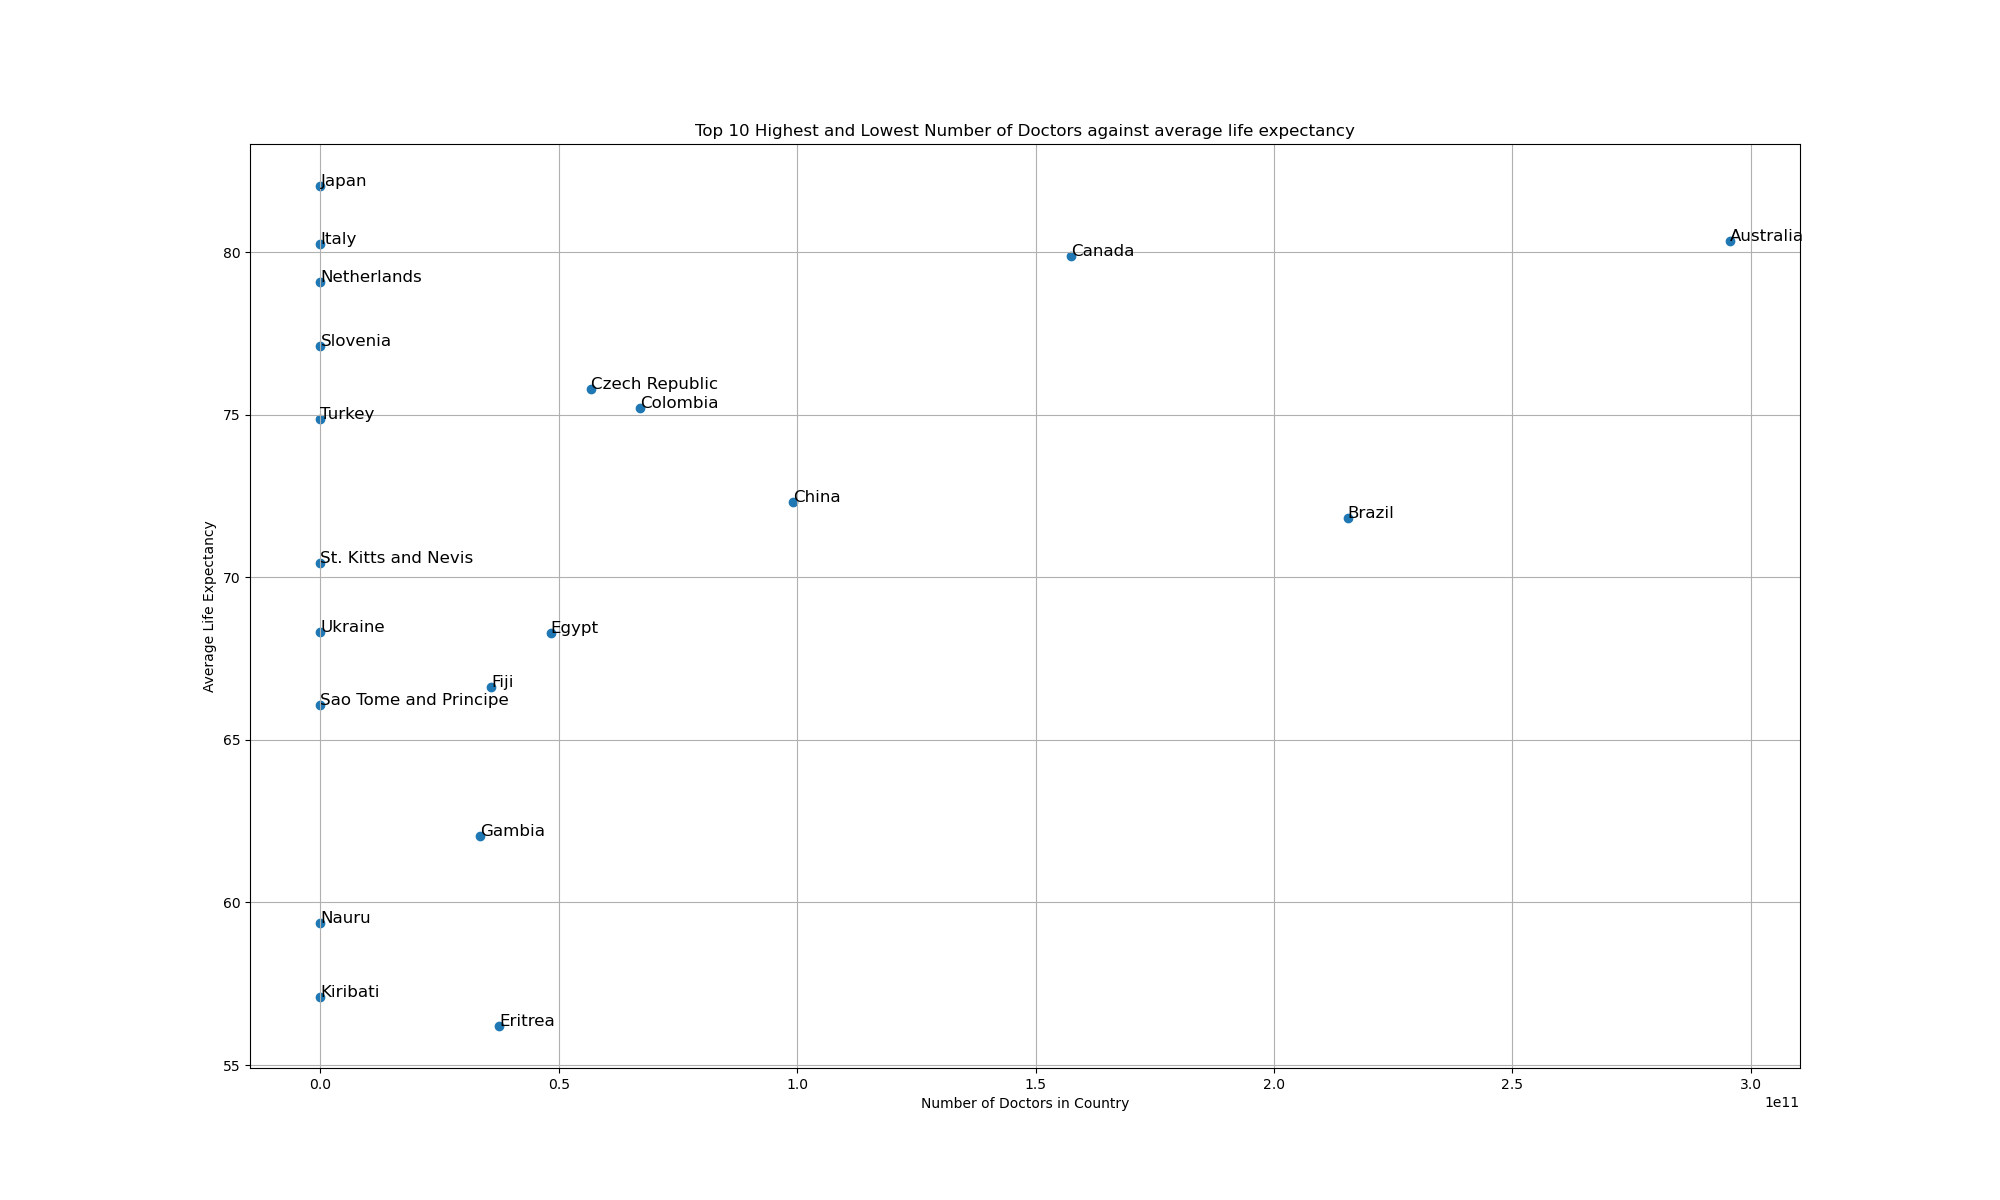 Top 10 Highest and Lowest Number of Doctors against average life expectancy
Japan
Australia
Italy
Canada
80
Netherlands
Slovenia
Czech Republic
Colombia
Turkey
75
China
Brazil
St. Kitts and Nevis
70
Average Life Expectancy
Ukraine
Egypt
Fiji
Sao Tome and Principe
65
Gambia
Nauru
60
Kiribati
Eritrea
55
0.0 0.5 1.0 1.5 2.0 2.5 3.0
1e11
Number of Doctors in Country